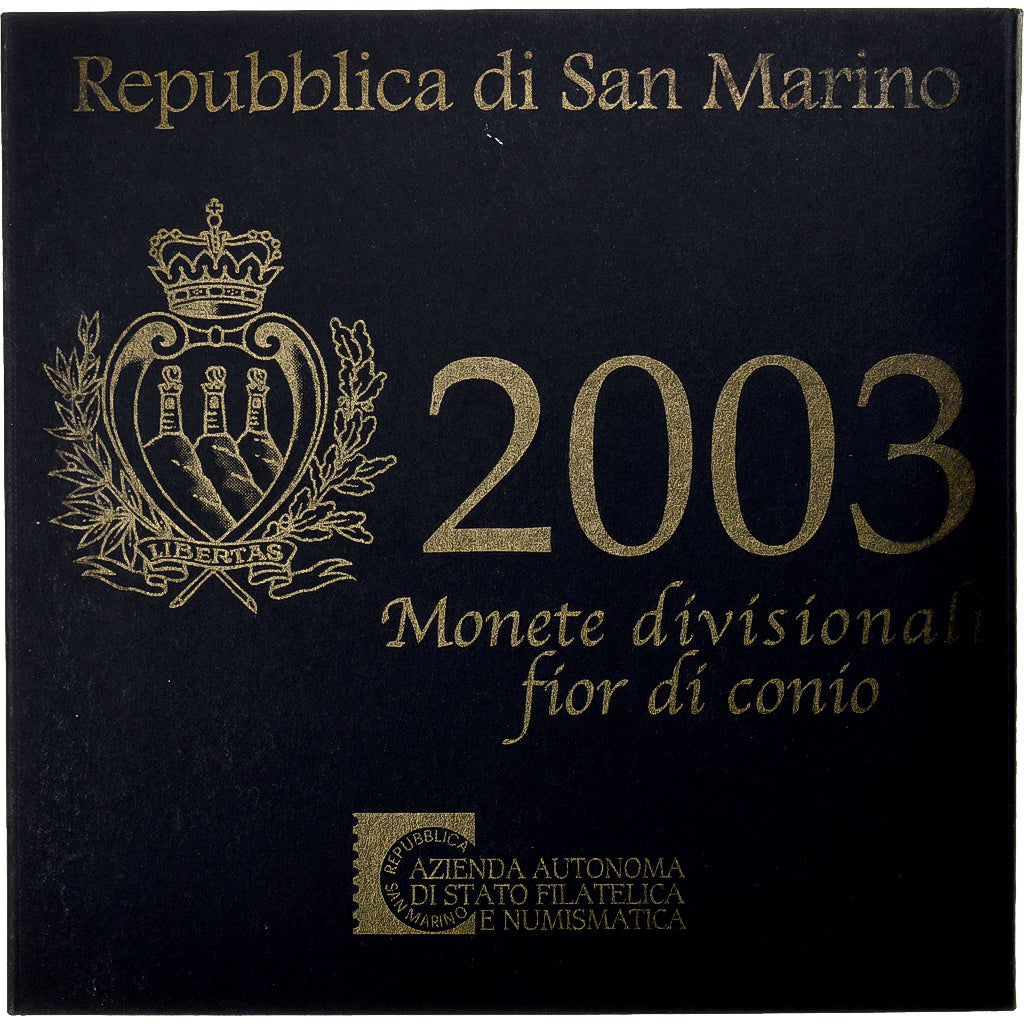 Repubblica di San Marino
LIBERTAS
2003
Monete divisionali
fior di conio
REPUBBLICA
SAN MARINO
AZIENDA AUTONOMA
DI STATO FILATELICA
E NUMISMATICA